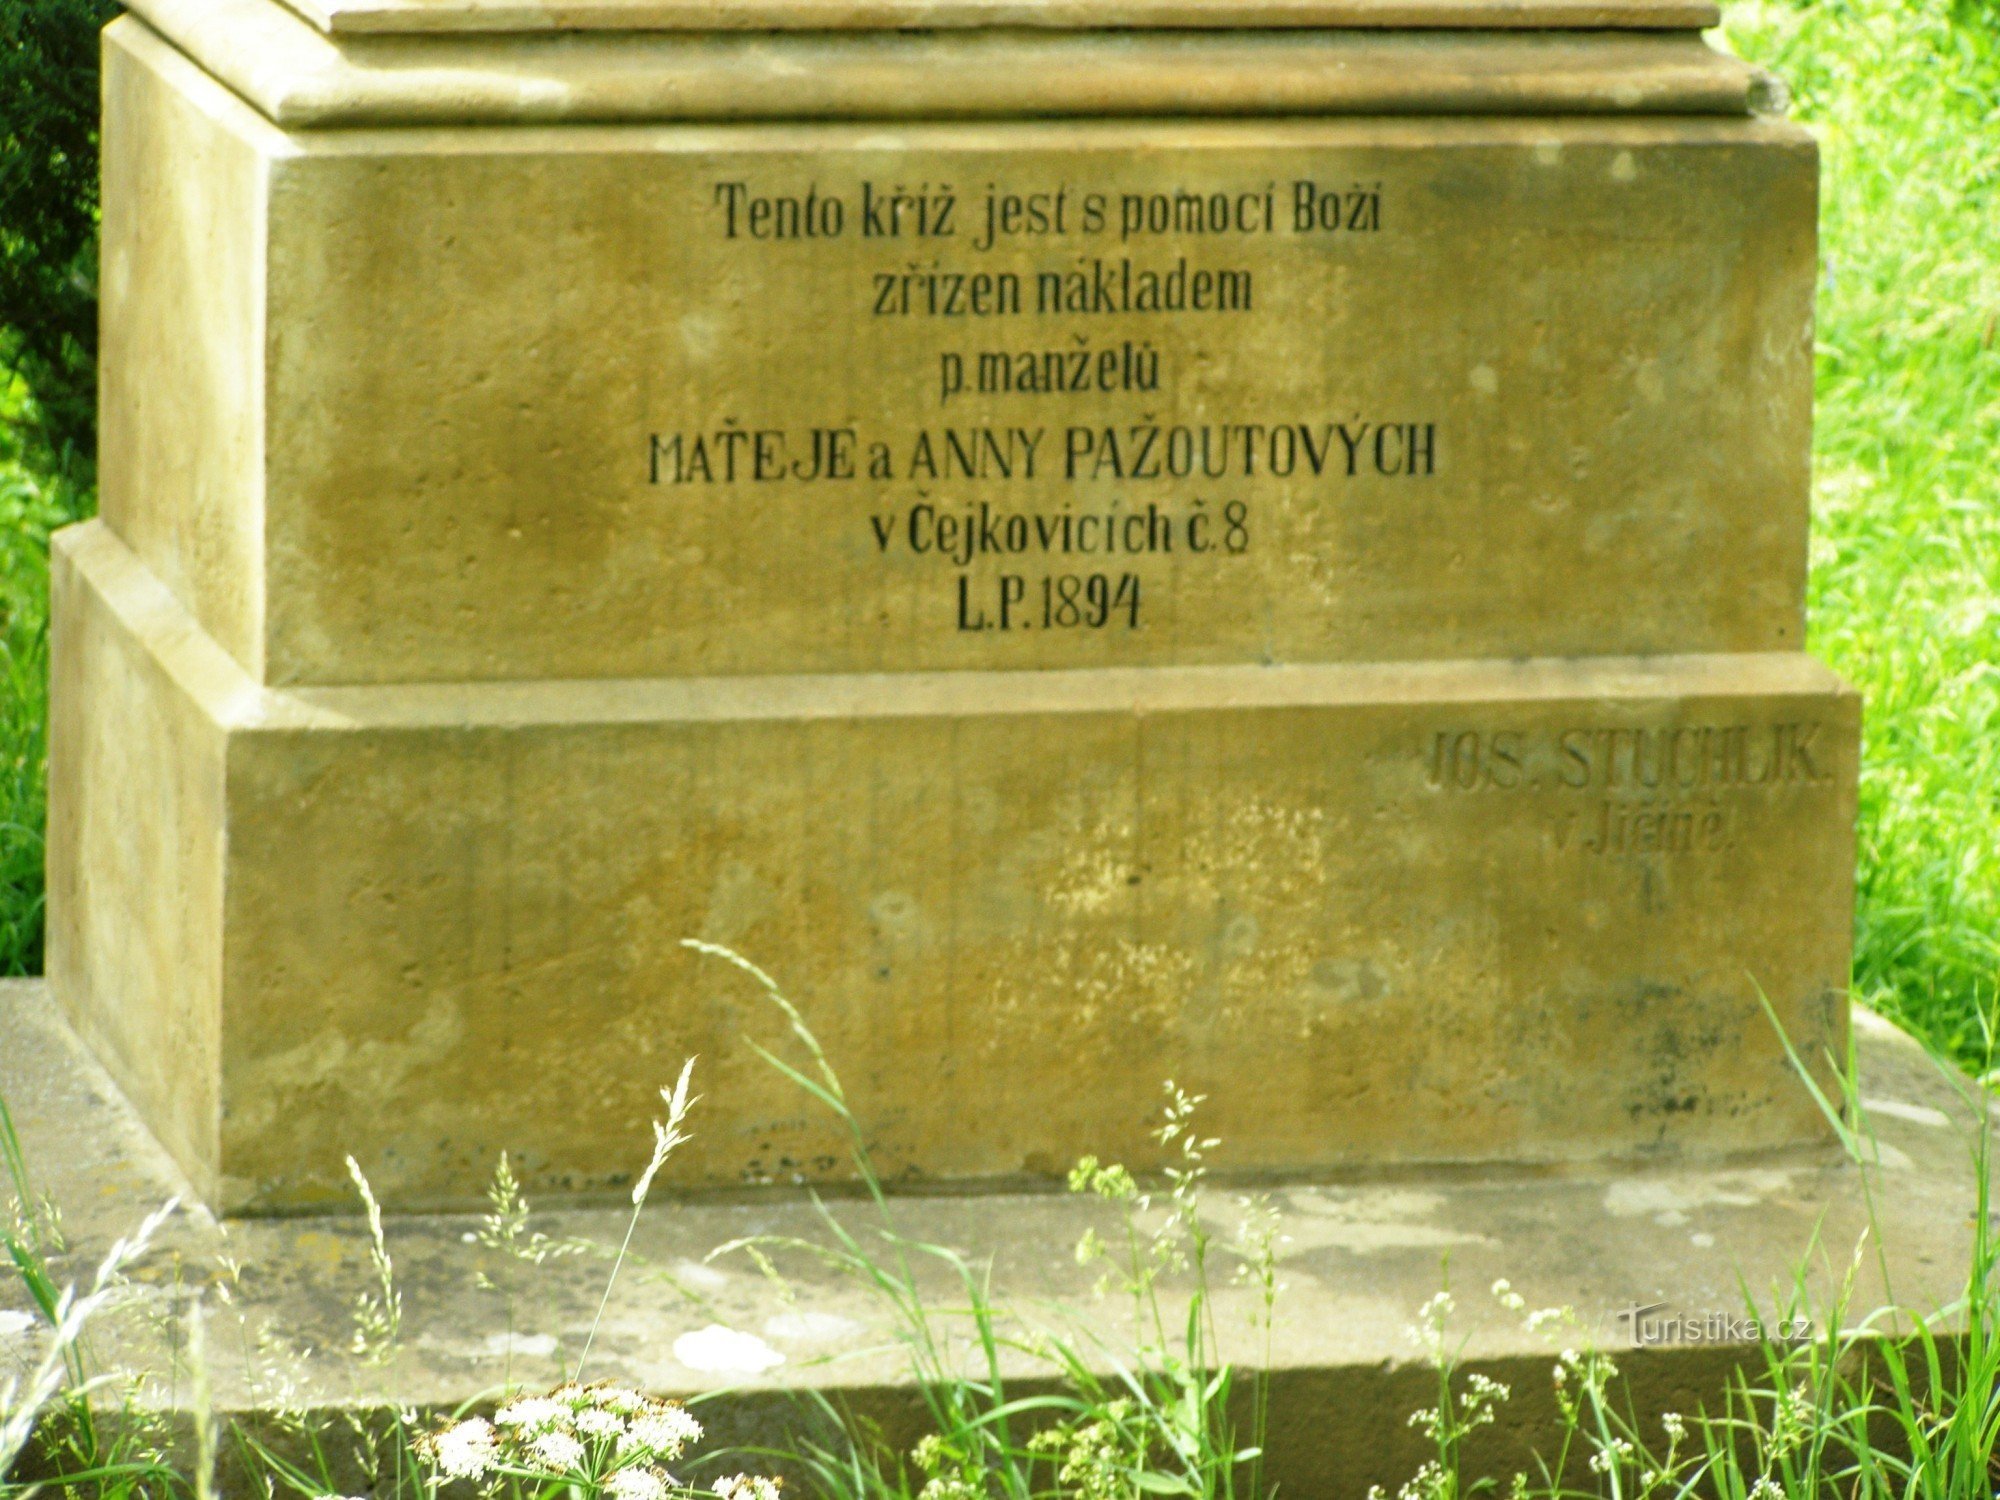 Tento kříž jest s pomocí Boží
zřízen nákladem
p. manželů
MAŤEJE a ANNY PAŽOUTOVÝCH
v Čejkovicích č. 8
L.P. 1894
JOS. STUCHLIK.
v Jičíně.
Turistika.cz